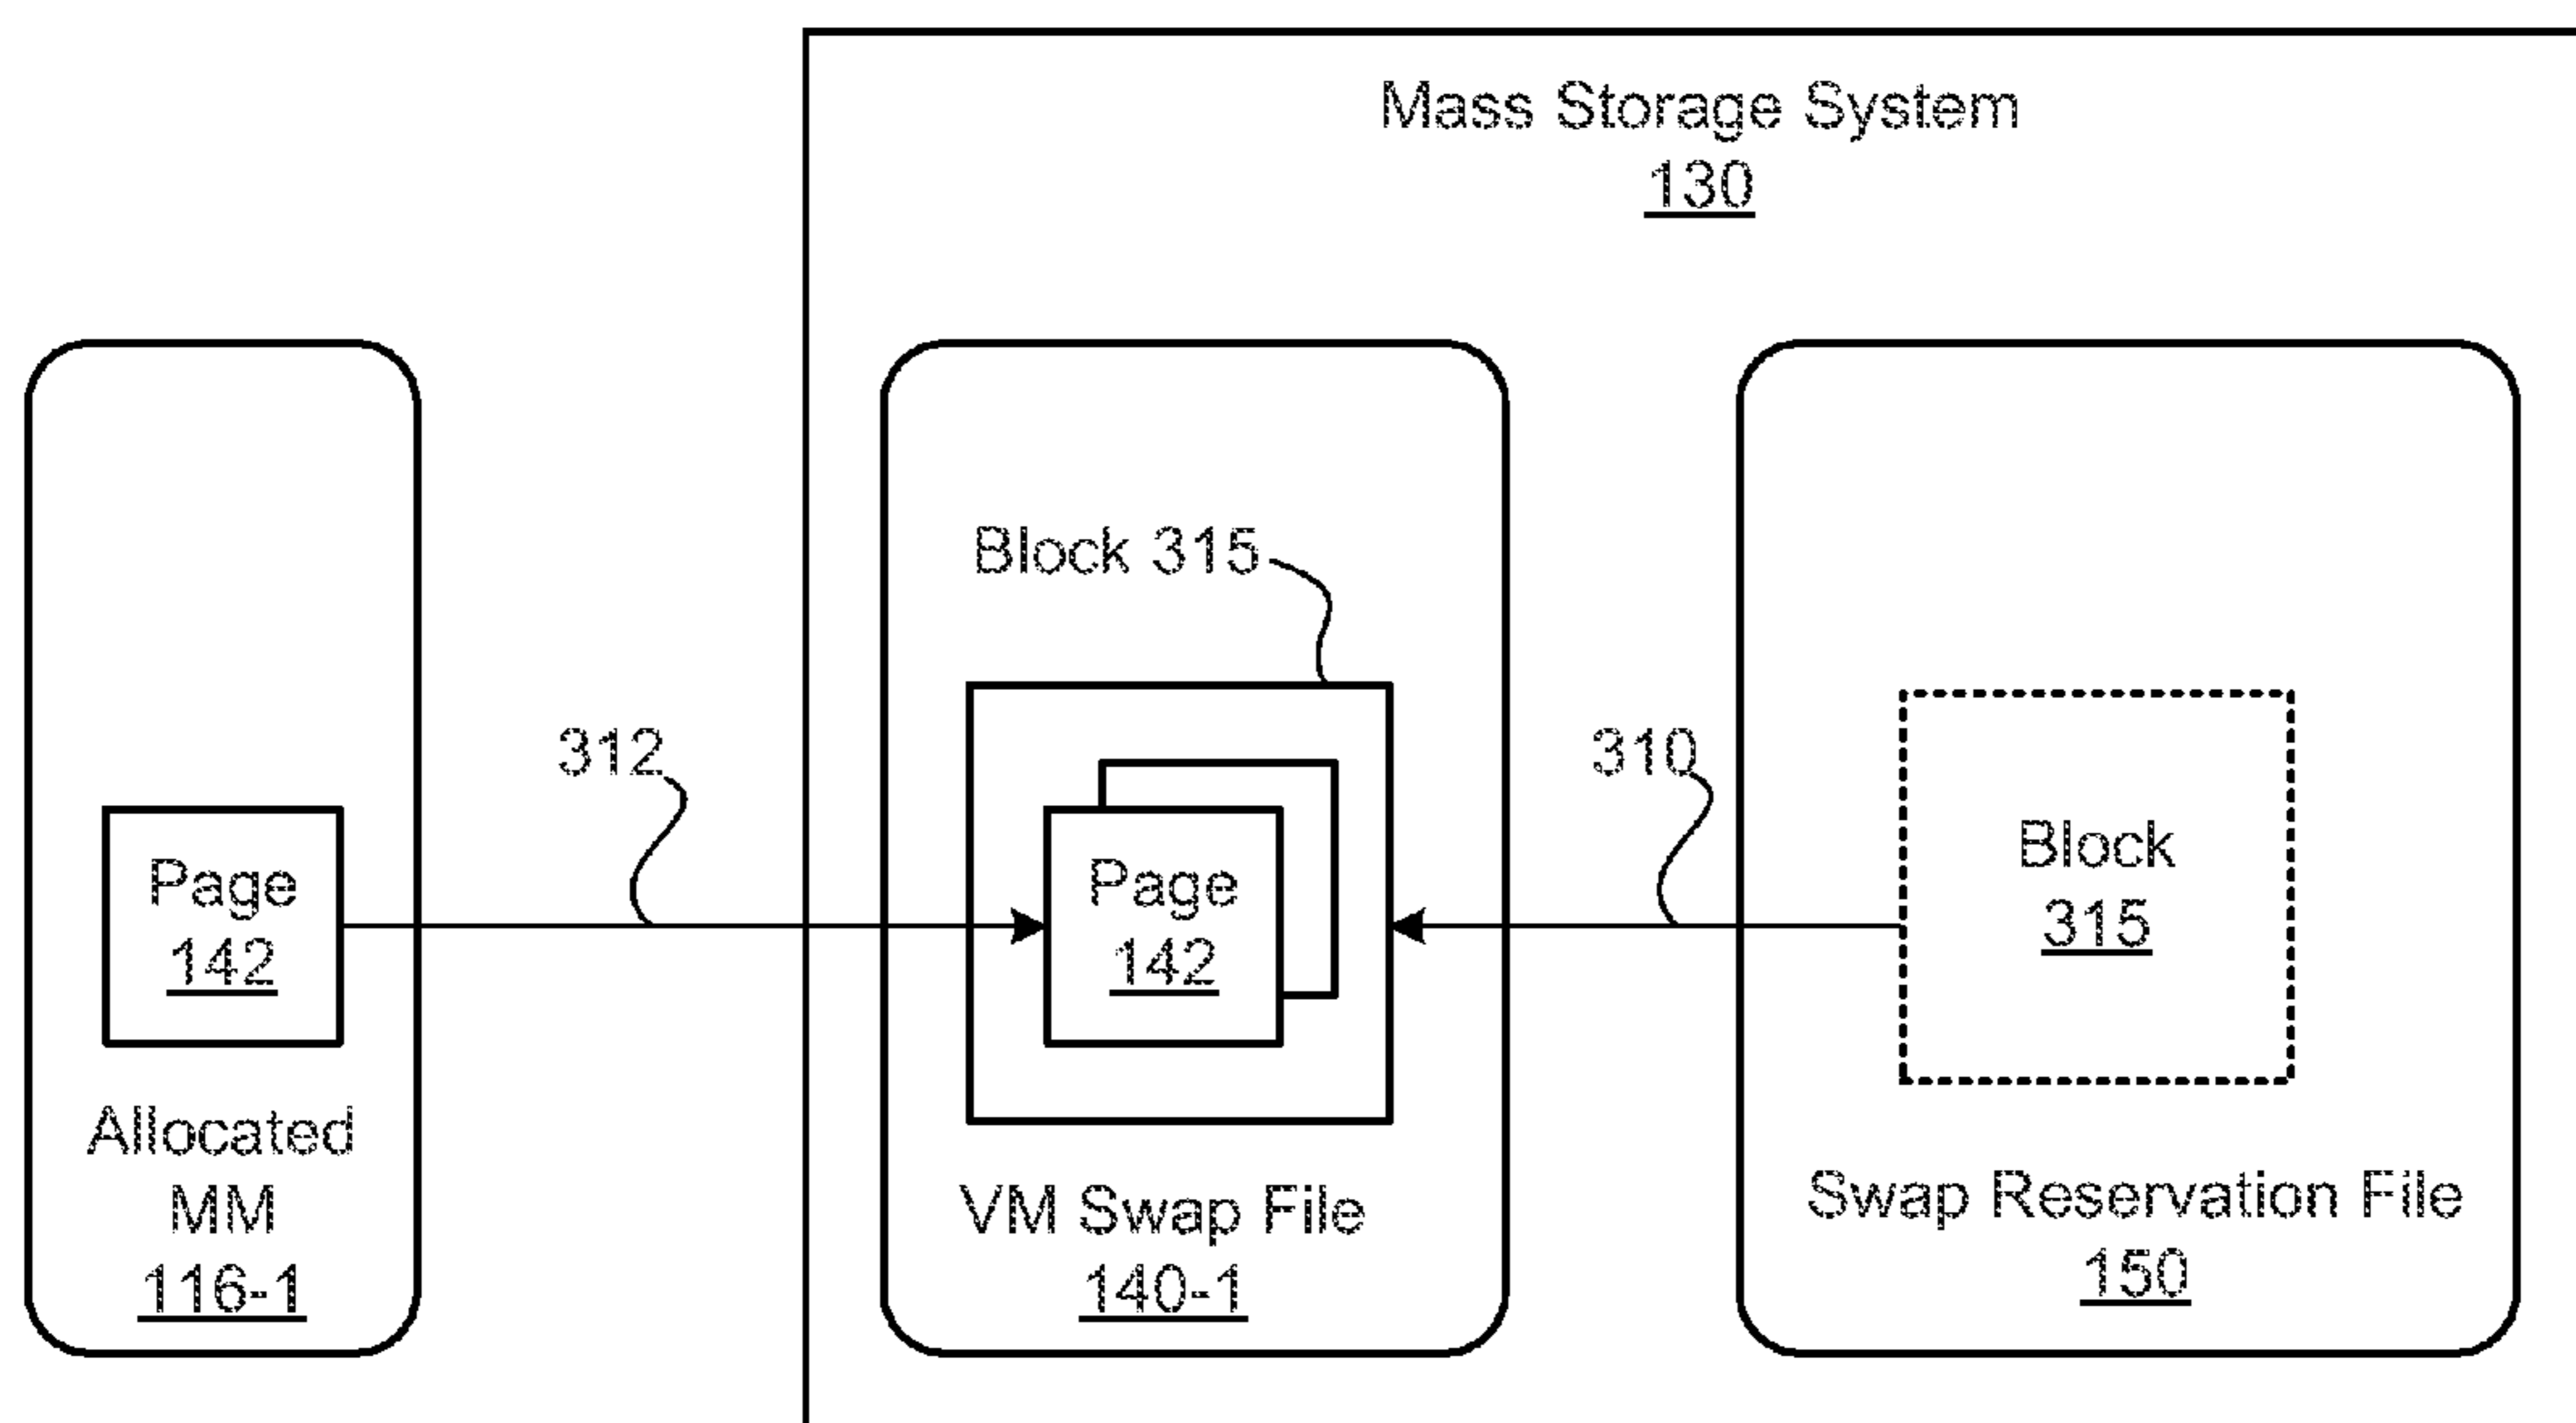 Mass Storage System
130
Block 315
312
310
Page
142
Page
142
Block
315
Allocated
MM
116-1
VM Swap File
140-1
Swap Reservation File
150